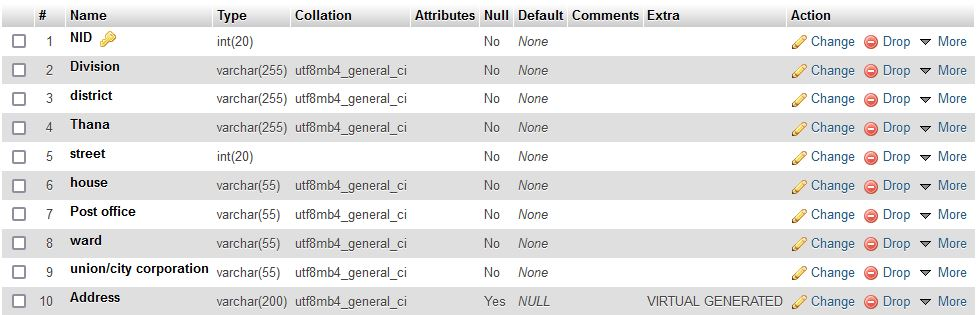 # Name Type Collation Attributes Null Default Comments Extra Action
1 NID int(20) No None Change Drop More
2 Division varchar(255) utf8mb4_general_ci No None Change Drop More
3 district varchar(255) utf8mb4_general_ci No None Change Drop More
4 Thana varchar(255) utf8mb4_general_ci No None Change Drop More
5 street int(20) No None Change Drop More
6 house varchar(55) utf8mb4_general_ci No None Change Drop More
7 Post office varchar(55) utf8mb4_general_ci No None Change Drop More
8 ward varchar(55) utf8mb4_general_ci No None Change Drop More
9 union/city corporation varchar(55) utf8mb4_general_ci No None Change Drop More
10 Address varchar(200) utf8mb4_general_ci Yes NULL VIRTUAL GENERATED Change Drop More